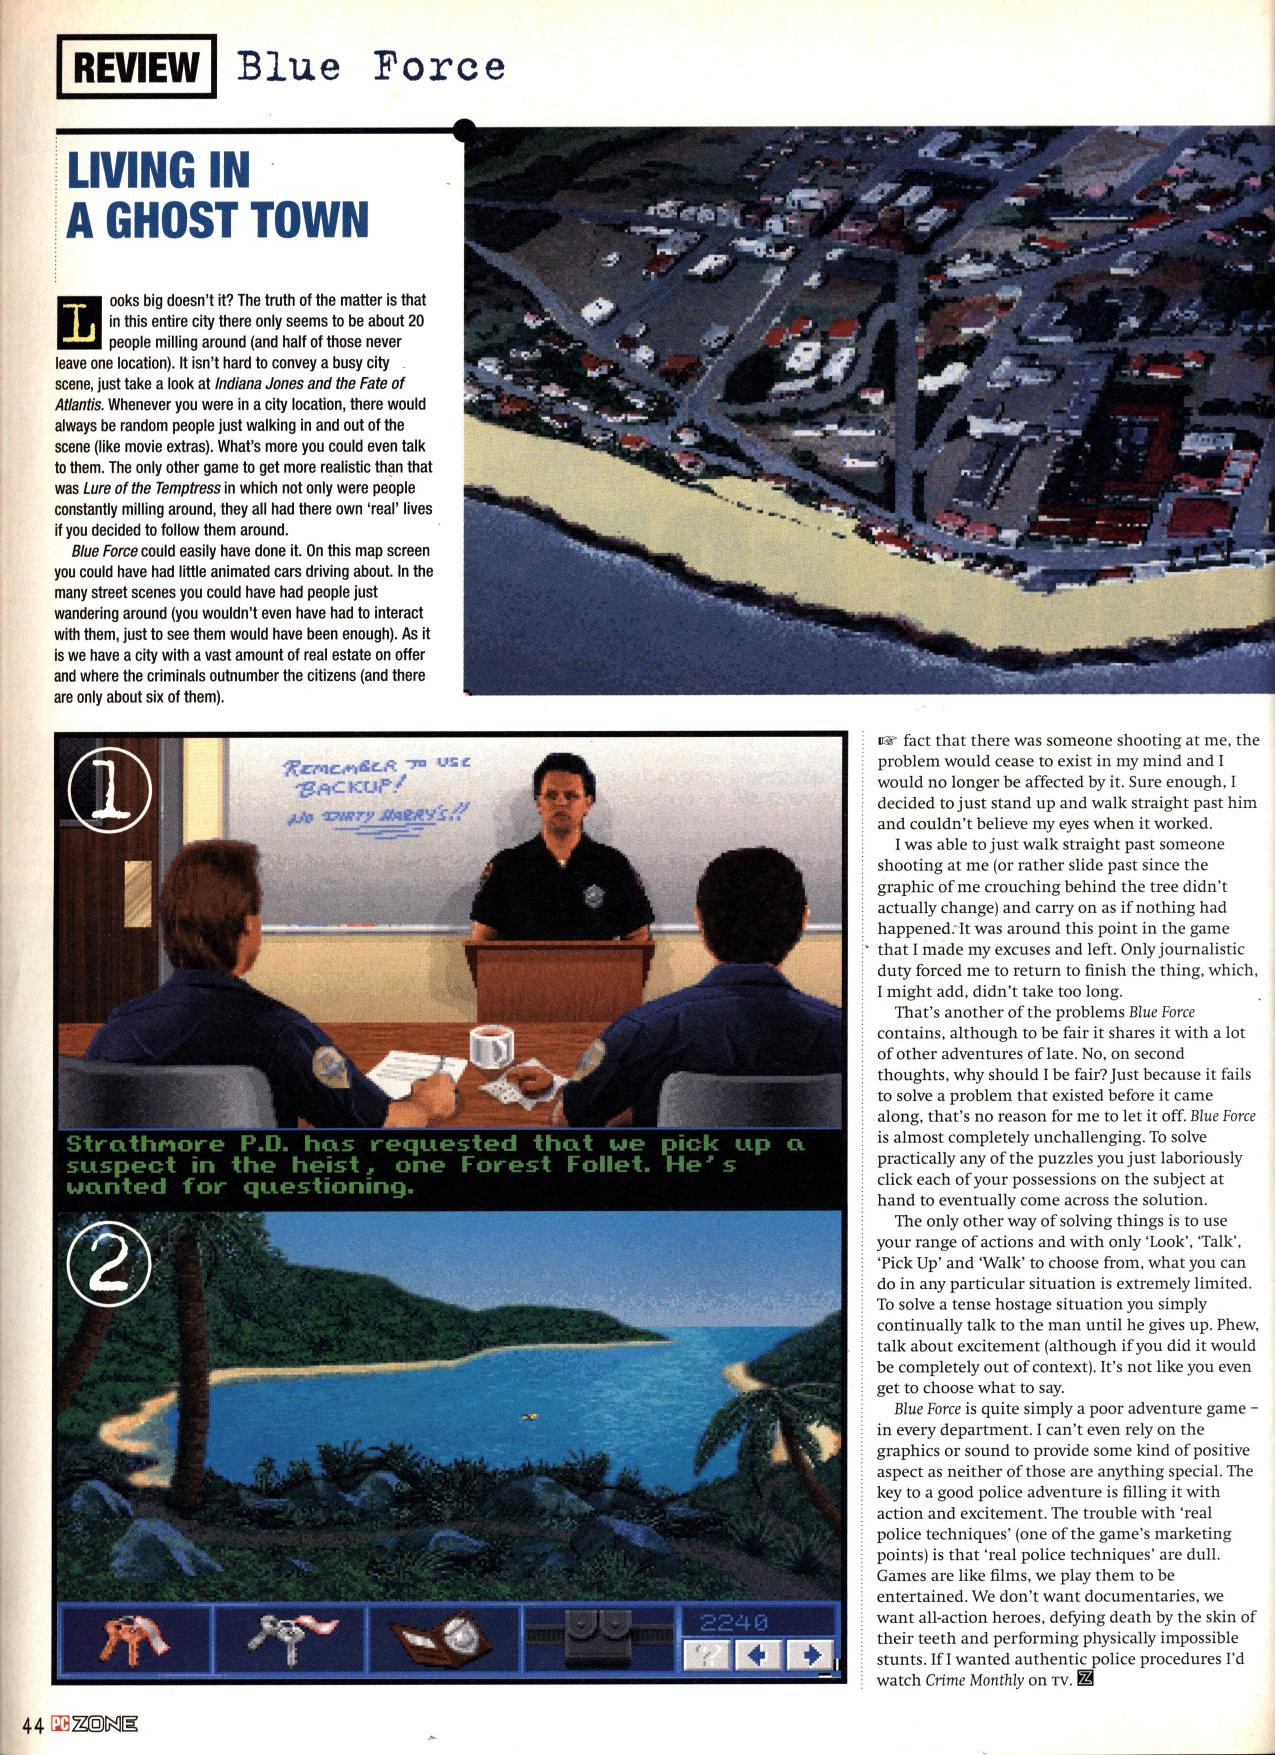 REVIEW Blue Force
LIVING IN
A GHOST TOWN
Looks big doesn't it? The truth of the matter is that
in this entire city there only seems to be about 20
people milling around (and half of those never
leave one location). It isn't hard to convey a busy city
scene, just take a look at Indiana Jones and the Fate of
Atlantis. Whenever you were in a city location, there would
always be random people just walking in and out of the
scene (like movie extras). What's more you could even talk
to them. The only other game to get more realistic than that
was Lure of the Temptress in which not only were people
constantly milling around, they all had there own 'real' lives
if you decided to follow them around.
Blue Force could easily have done it. On this map screen
you could have had little animated cars driving about. In the
many street scenes you could have had people just
wandering around (you wouldn't even have had to interact
with them, just to see them would have been enough). As it
is we have a city with a vast amount of real estate on offer
and where the criminals outnumber the citizens (and there
are only about six of them).
1
REMEMBER TO USE
BACKUP!
NO DIRTY HARRY'S!!
Strathmore P.D. has requested that we pick up a
suspect in the heist, one Forest Follet. He's
wanted for questioning.
2
2240
?
☞ fact that there was someone shooting at me, the
problem would cease to exist in my mind and I
would no longer be affected by it. Sure enough, I
decided to just stand up and walk straight past him
and couldn't believe my eyes when it worked.
I was able to just walk straight past someone
shooting at me (or rather slide past since the
graphic of me crouching behind the tree didn't
actually change) and carry on as if nothing had
happened. It was around this point in the game
that I made my excuses and left. Only journalistic
duty forced me to return to finish the thing, which,
I might add, didn't take too long.
That's another of the problems Blue Force
contains, although to be fair it shares it with a lot
of other adventures of late. No, on second
thoughts, why should I be fair? Just because it fails
to solve a problem that existed before it came
along, that's no reason for me to let it off. Blue Force
is almost completely unchallenging. To solve
practically any of the puzzles you just laboriously
click each of your possessions on the subject at
hand to eventually come across the solution.
The only other way of solving things is to use
your range of actions and with only 'Look', 'Talk',
'Pick Up' and 'Walk' to choose from, what you can
do in any particular situation is extremely limited.
To solve a tense hostage situation you simply
continually talk to the man until he gives up. Phew,
talk about excitement (although if you did it would
be completely out of context). It's not like you even
get to choose what to say.
Blue Force is quite simply a poor adventure game –
in every department. I can't even rely on the
graphics or sound to provide some kind of positive
aspect as neither of those are anything special. The
key to a good police adventure is filling it with
action and excitement. The trouble with 'real
police techniques' (one of the game's marketing
points) is that 'real police techniques' are dull.
Games are like films, we play them to be
entertained. We don't want documentaries, we
want all-action heroes, defying death by the skin of
their teeth and performing physically impossible
stunts. If I wanted authentic police procedures I'd
watch Crime Monthly on TV. Z
44 PC ZONE